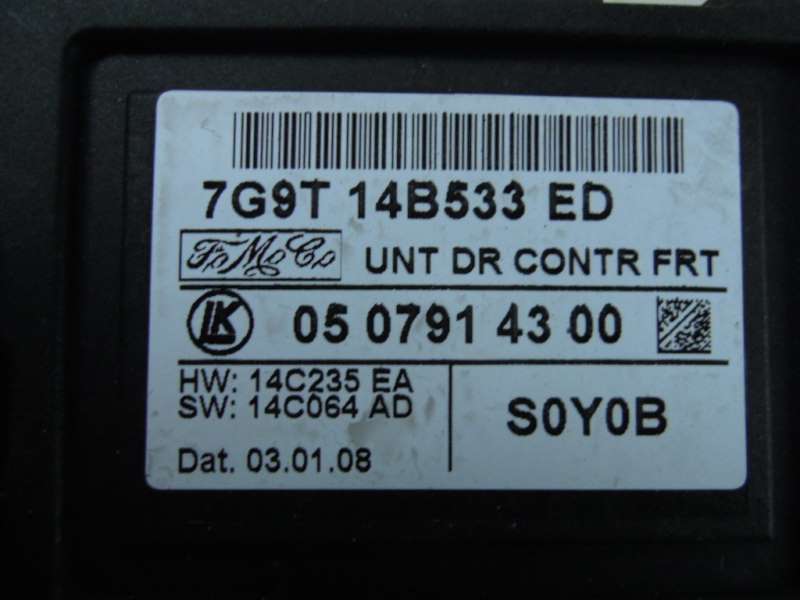 7G9T 14B533 ED
FoMoCo UNT DR CONTR FRT
LK 05 0791 43 00
HW: 14C235 EA
SW: 14C064 AD
S0Y0B
Dat. 03.01.08